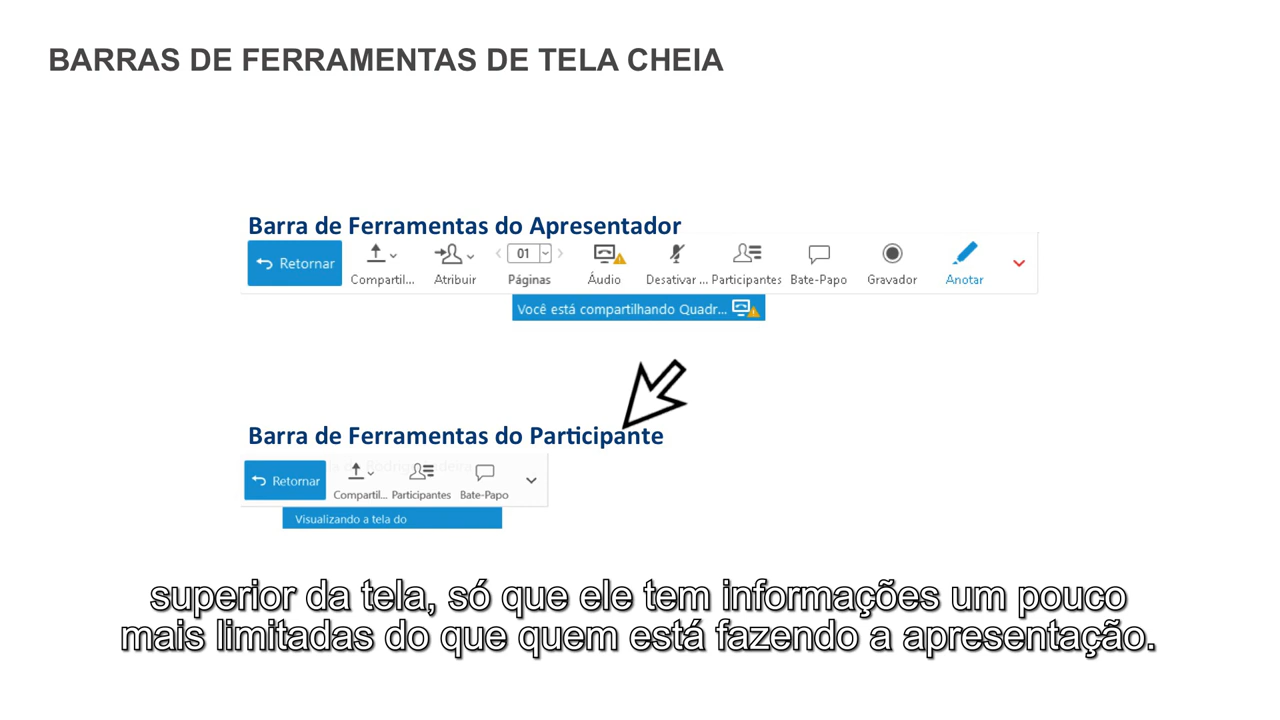 BARRAS DE FERRAMENTAS DE TELA CHEIA
Barra de Ferramentas do Apresentador
Retornar
Compartil...
Atribuir
01
Páginas
Áudio
Desativar ...
Participantes
Bate-Papo
Gravador
Anotar
Você está compartilhando Quadr...
Barra de Ferramentas do Participante
Retornar
Compartil...
Participantes
Bate-Papo
Visualizando a tela do
superior da tela, só que ele tem informações um pouco
mais limitadas do que quem está fazendo a apresentação.